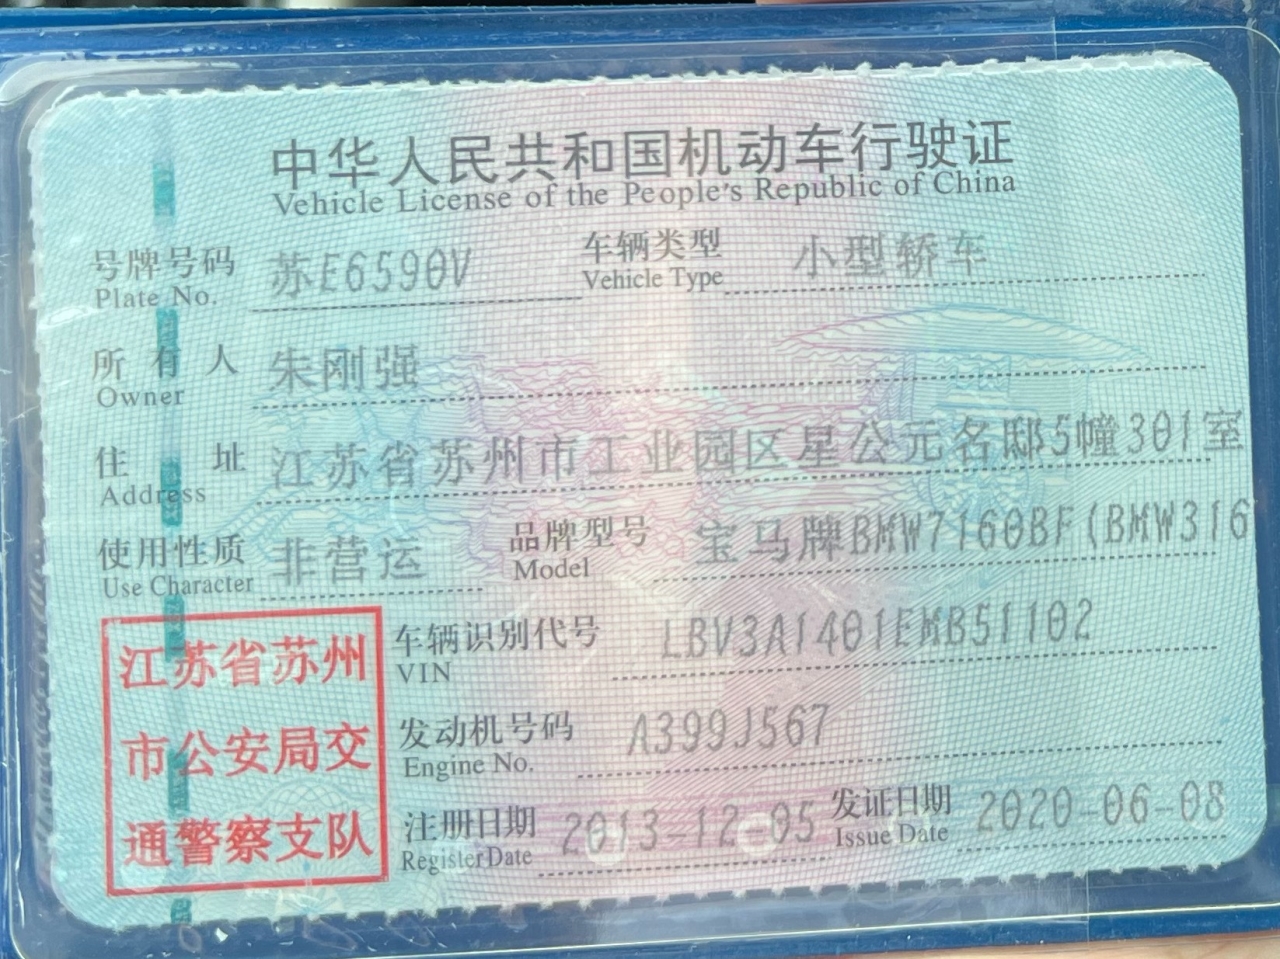 中华人民共和国机动车行驶证
Vehicle License of the People's Republic of China
号牌号码 苏E6590V 车辆类型 小型轿车
Plate No. Vehicle Type
所有人 朱刚强
Owner
住址 江苏省苏州市工业园区星公元名邸5幢301室
Address
使用性质 非营运 品牌型号 宝马牌BMW7160BF(BMW316
Use Character Model
江苏省苏州
市公安局交
通警察支队
车辆识别代号 LBV3A1401EMB51102
VIN
发动机号码 A399J567
Engine No.
注册日期 2013-12-05 发证日期 2020-06-08
Register Date Issue Date